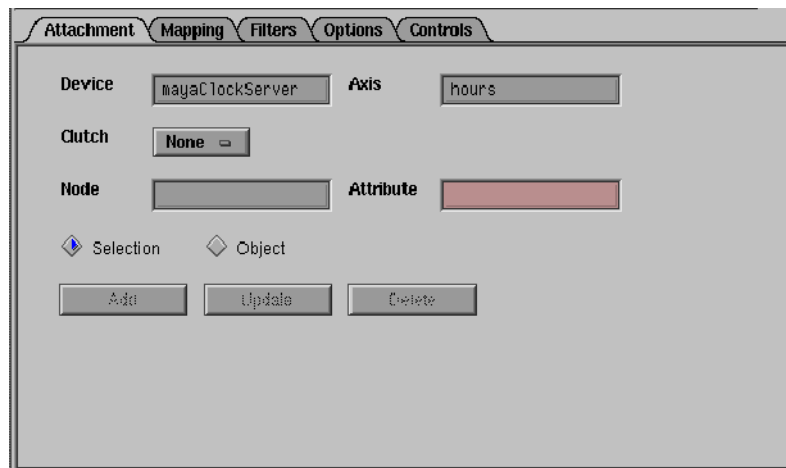 Attachment Mapping Filters Options Controls
Device mayaClockServer Axis hours
Clutch None
Node Attribute
Selection Object
Add Update Delete